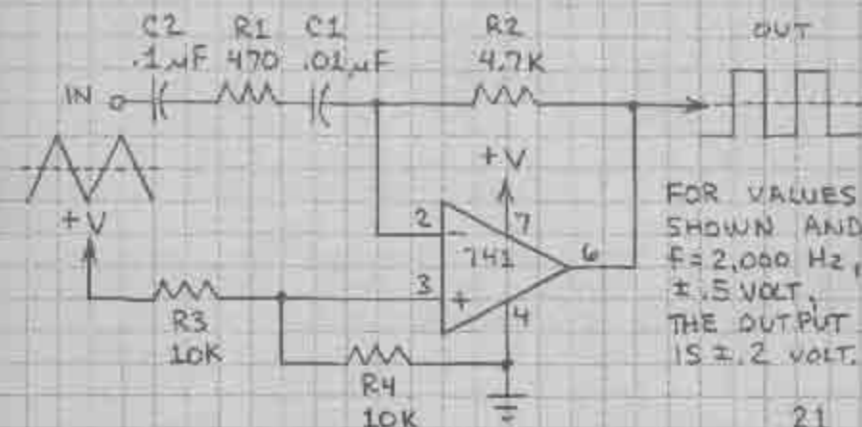 C2 R1 C1 R2 OUT
.1µF 470 .01µF 4.7K
IN
+V
+V
2
7
741
6
3
+
4
R3
10K
R4
10K
FOR VALUES
SHOWN AND
F=2,000 Hz,
±.5 VOLT,
THE OUTPUT
IS ±.2 VOLT.
21